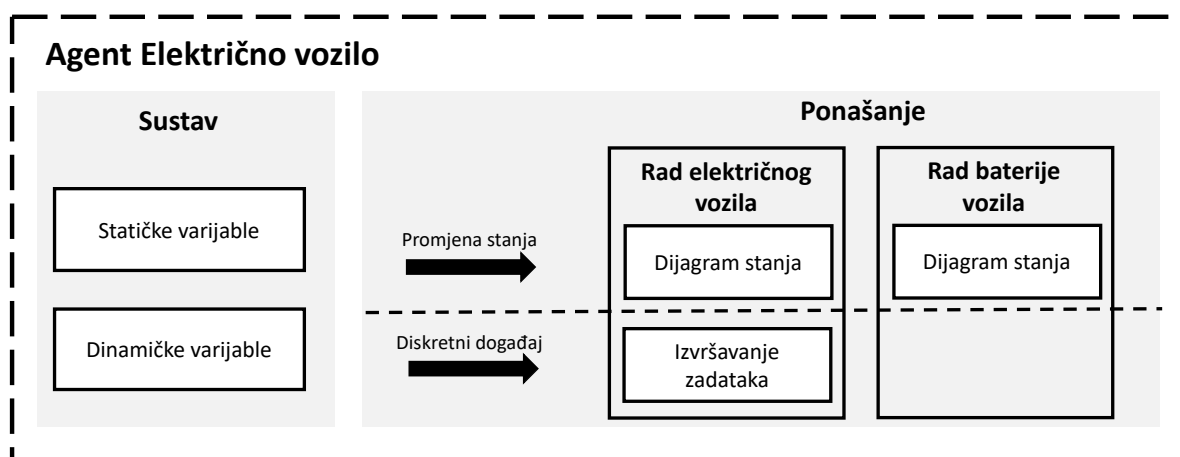 Agent Električno vozilo
Sustav
Statičke varijable
Dinamičke varijable
Ponašanje
Promjena stanja
Diskretni događaj
Rad električnog
vozila
Dijagram stanja
Izvršavanje
zadataka
Rad baterije
vozila
Dijagram stanja